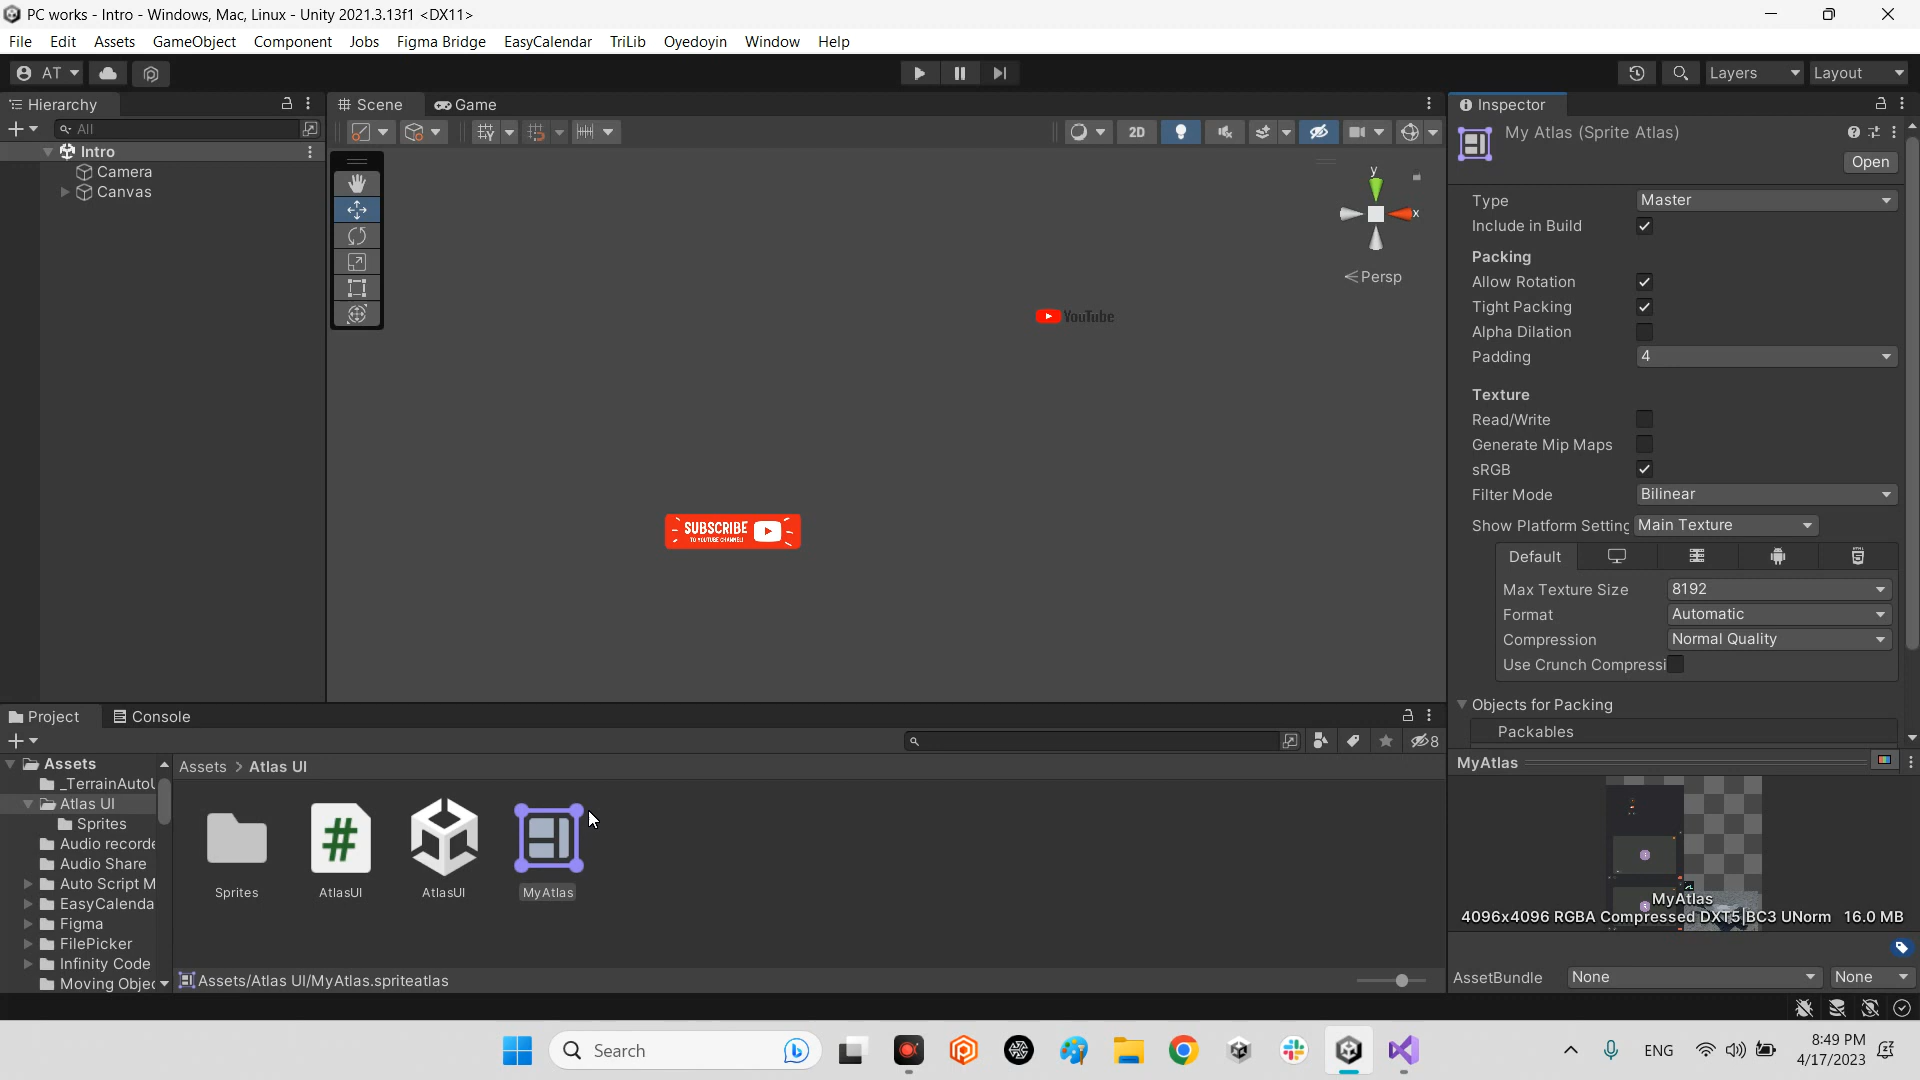 PC works - Intro - Windows, Mac, Linux - Unity 2021.3.13f1 <DX11>
File Edit Assets GameObject Component Jobs Figma Bridge EasyCalendar TriLib Oyedoyin Window Help
AT
Layers
Layout
Hierarchy
All
Intro
Camera
Canvas
Scene
Game
2D
y
x
Persp
YouTube
SUBSCRIBE
TO YOUTUBE CHANNEL!
Inspector
My Atlas (Sprite Atlas)
Open
Type Master
Include in Build
Packing
Allow Rotation
Tight Packing
Alpha Dilation
Padding 4
Texture
Read/Write
Generate Mip Maps
sRGB
Filter Mode Bilinear
Show Platform Setting Main Texture
Default
Max Texture Size 8192
Format Automatic
Compression Normal Quality
Use Crunch Compressi
Objects for Packing
Packables
MyAtlas
MyAtlas
4096x4096 RGBA Compressed DXT5|BC3 UNorm 16.0 MB
AssetBundle None None
Project
Console
8
Assets
_TerrainAutoU
Atlas UI
Sprites
Audio recorde
Audio Share
Auto Script M
EasyCalenda
Figma
FilePicker
Infinity Code
Moving Objec
Assets > Atlas UI
Sprites
AtlasUI
AtlasUI
MyAtlas
Assets/Atlas UI/MyAtlas.spriteatlas
Search
ENG
8:49 PM
4/17/2023